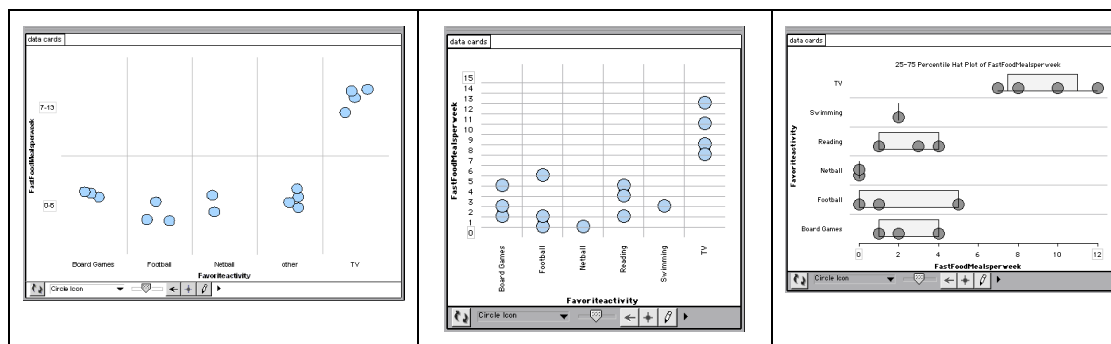 data cards
7-13
0-6
FastFoodMealsperweek
Board Games
Football
Netball
other
TV
Favoriteactivity
Circle Icon
data cards
15
14
13
12
11
10
9
8
7
6
5
4
3
2
1
0
FastFoodMealsperweek
Board Games
Football
Netball
Reading
Swimming
TV
Favoriteactivity
Circle Icon
data cards
25-75 Percentile Hat Plot of FastFoodMealsperweek
TV
Swimming
Reading
Netball
Football
Board Games
Favoriteactivity
0 2 4 6 8 10 12
FastFoodMealsperweek
Circle Icon